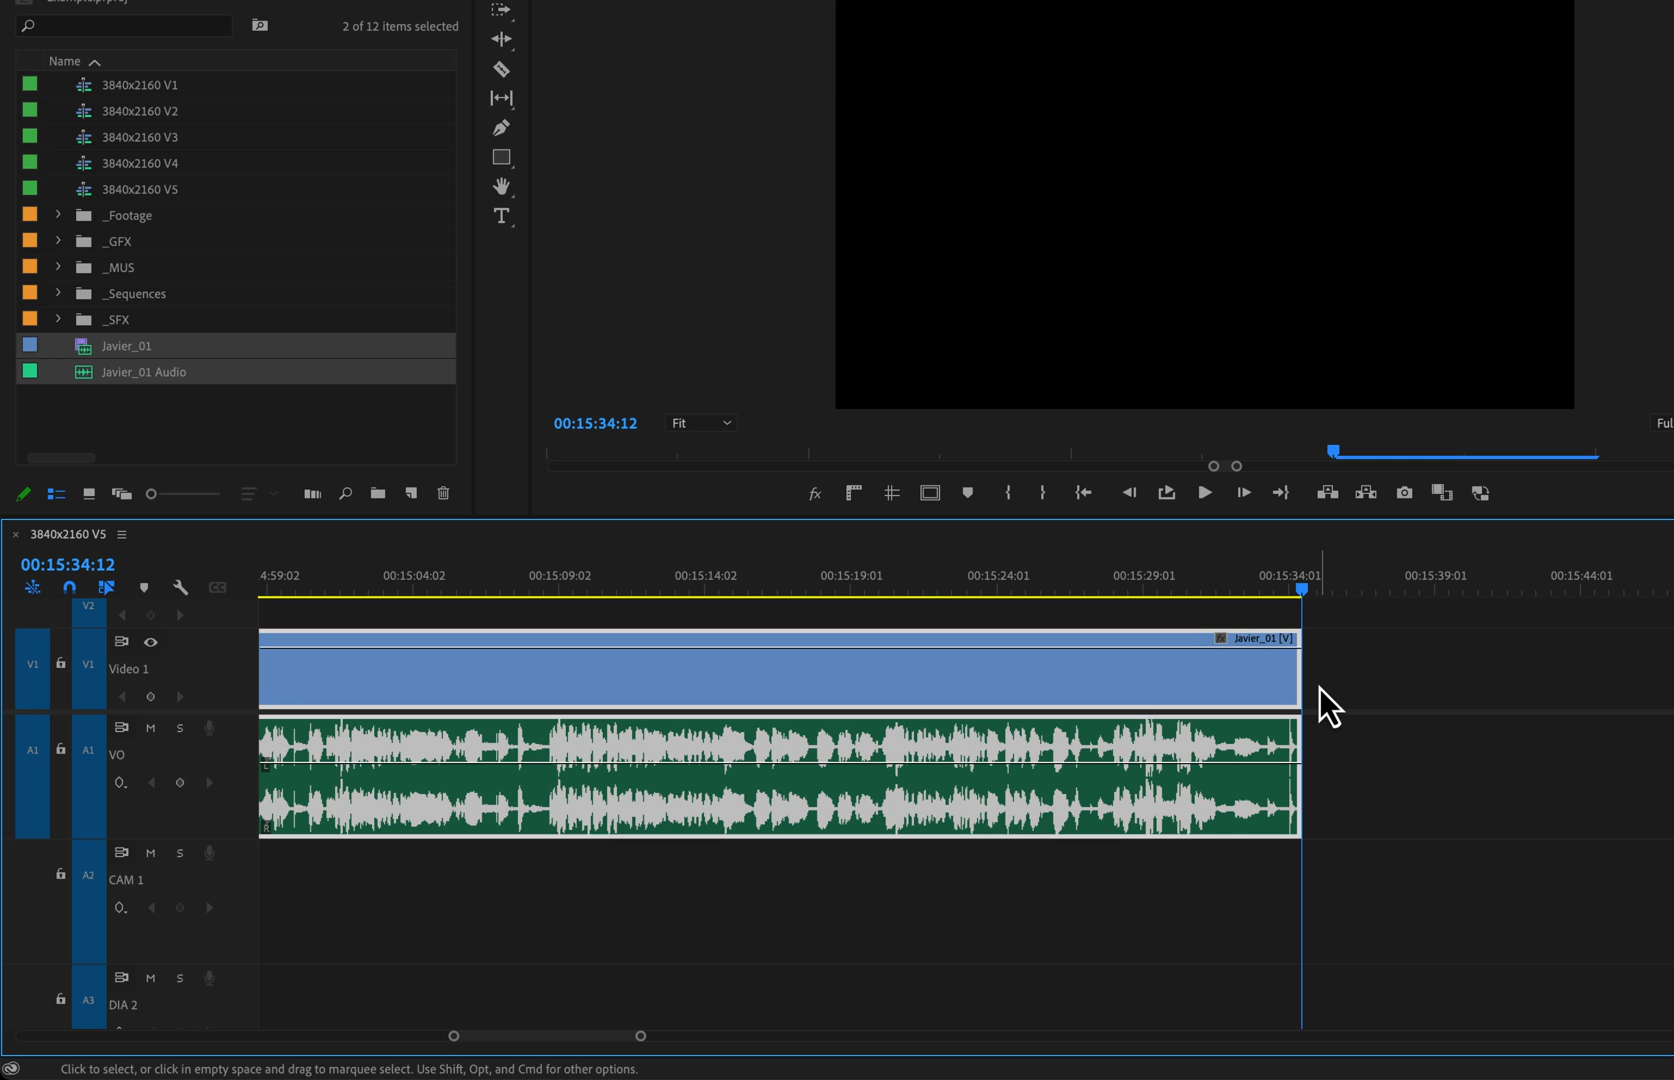 2 of 12 items selected
Name
3840x2160 V1
3840x2160 V2
3840x2160 V3
3840x2160 V4
3840x2160 V5
_Footage
_GFX
_MUS
_Sequences
_SFX
Javier_01
Javier_01 Audio
T
00:15:34:12
Fit
Ful
fx
3840x2160 V5
00:15:34:12
4:59:02
00:15:04:02
00:15:09:02
00:15:14:02
00:15:19:01
00:15:24:01
00:15:29:01
00:15:34:01
00:15:39:01
00:15:44:01
CC
V2
fx Javier_01 [V]
V1 V1 Video 1
M S
A1 A1 VO
L
R
M S
A2 CAM 1
M S
A3 DIA 2
Click to select, or click in empty space and drag to marquee select. Use Shift, Opt, and Cmd for other options.